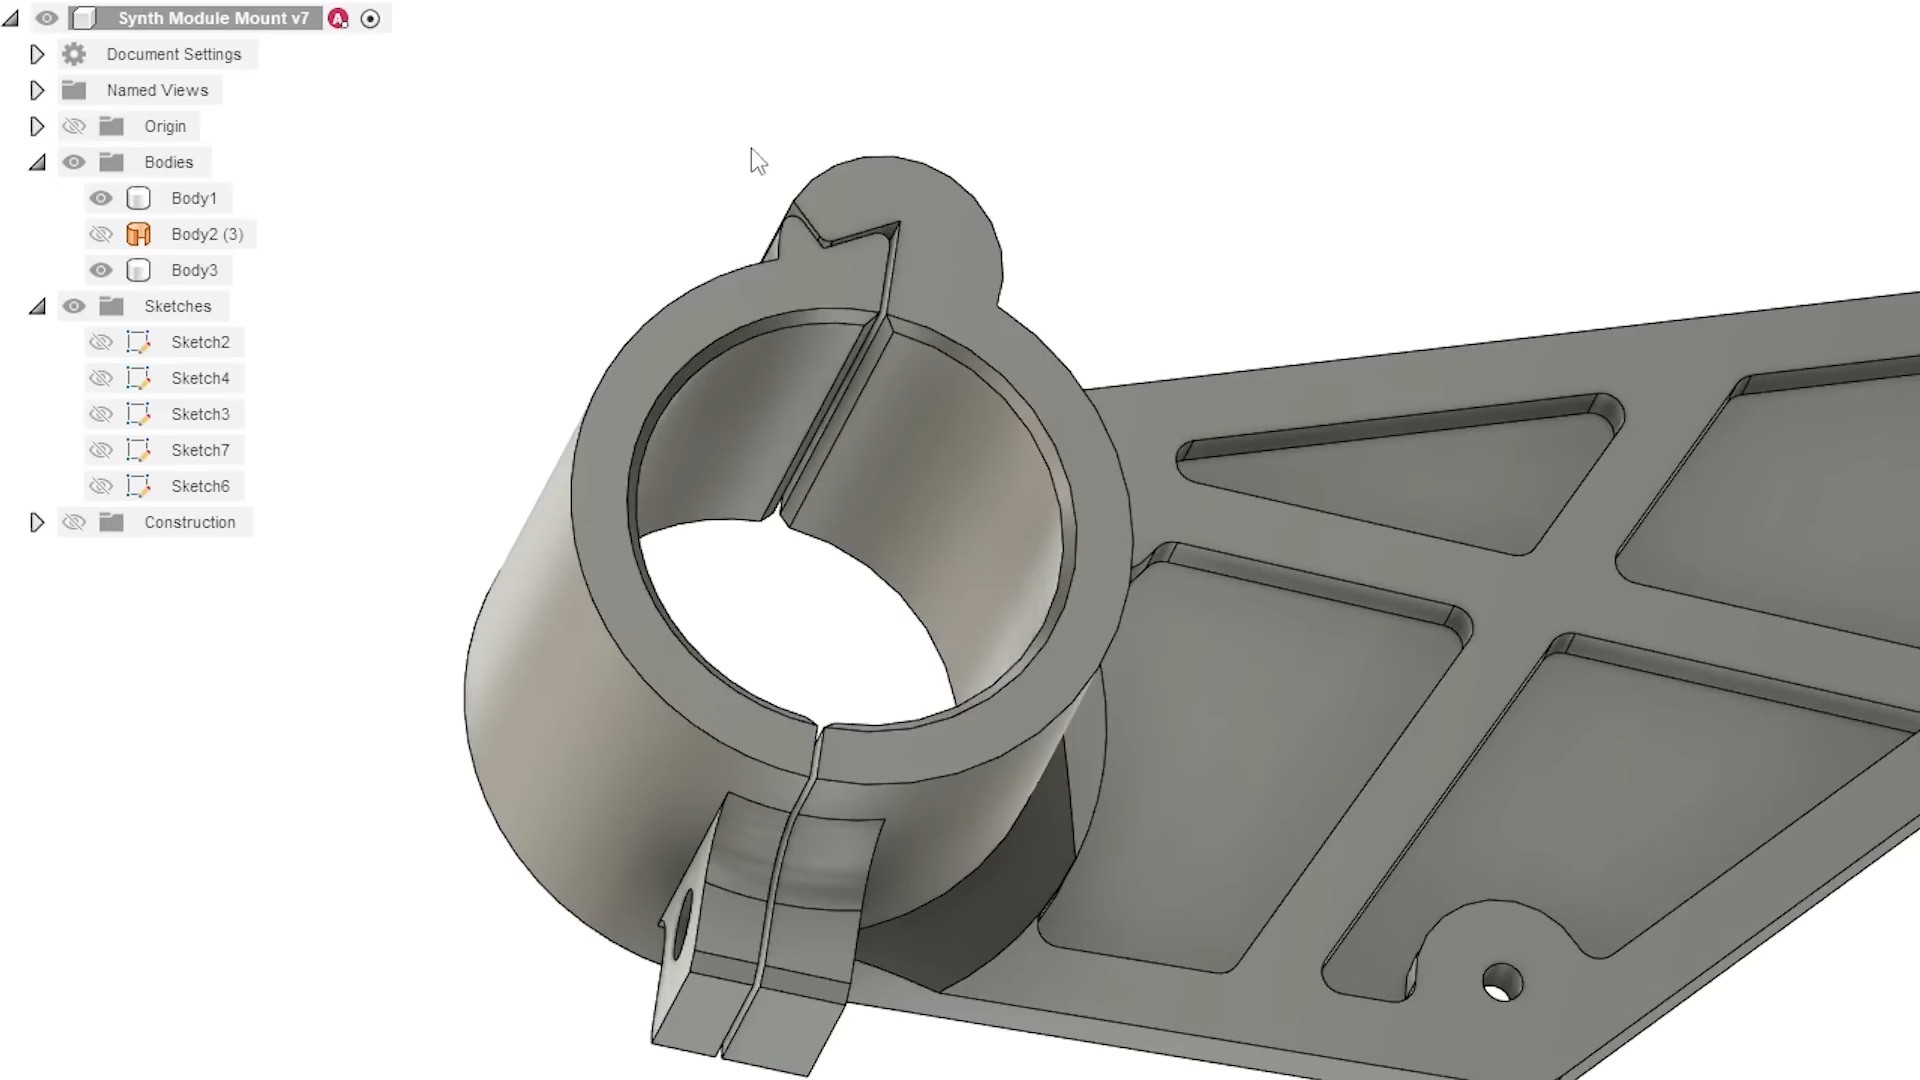 Synth Module Mount v7
Document Settings
Named Views
Origin
Bodies
Body1
Body2 (3)
Body3
Sketches
Sketch2
Sketch4
Sketch3
Sketch7
Sketch6
Construction